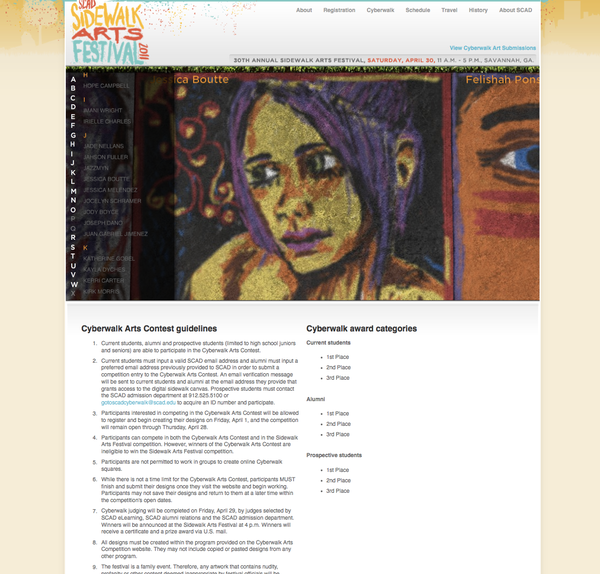 SCAD
SIDEWALK
ARTS
FESTIVAL
2011
About Registration Cyberwalk Schedule Travel History About SCAD
View Cyberwalk Art Submissions
30TH ANNUAL SIDEWALK ARTS FESTIVAL, SATURDAY, APRIL 30, 11 A.M. - 5 P.M., SAVANNAH, GA.
A
B
C
D
E
F
G
H
I
J
K
L
M
N
O
P
Q
R
S
T
U
V
W
X
H
HOPE CAMPBELL
I
IMANI WRIGHT
IRIELLE CHARLES
J
JADE NELLANS
JAHSON FULLER
JAZZMYN
JESSICA BOUTTE
JESSICA MELENDEZ
JOCELYN SCHRAMER
JODY BOYCE
JOSEPH DANO
JUAN GABRIEL JIMENEZ
K
KATHERINE GOBEL
KAYLA DYCHES
KEPHI CARTER
KIRK MORRIS
sica Boutte
Felishah Pons
Cyberwalk Arts Contest guidelines
1. Current students, alumni and prospective students (limited to high school juniors
and seniors) are able to participate in the Cyberwalk Arts Contest.
2. Current students must input a valid SCAD email address and alumni must input a
preferred email address previously provided to SCAD in order to submit a
competition entry to the Cyberwalk Arts Contest. An email verification message
will be sent to current students and alumni at the email address they provide that
grants access to the digital sidewalk canvas. Prospective students must contact
the SCAD admission department at 912.525.5100 or
gotoscadcyberwalk@scad.edu to acquire an ID number and participate.
3. Participants interested in competing in the Cyberwalk Arts Contest will be allowed
to register and begin creating their designs on Friday, April 1, and the competition
will remain open through Thursday, April 28.
4. Participants can compete in both the Cyberwalk Arts Contest and in the Sidewalk
Arts Festival competition. However, winners of the Cyberwalk Arts Contest are
ineligible to win the Sidewalk Arts Festival competition.
5. Participants are not permitted to work in groups to create online Cyberwalk
squares.
6. While there is not a time limit for the Cyberwalk Arts Contest, participants MUST
finish and submit their designs once they visit the website and begin working.
Participants may not save their designs and return to them at a later time within
the competition's open dates.
7. Cyberwalk judging will be completed on Friday, April 29, by judges selected by
SCAD eLearning, SCAD alumni relations and the SCAD admission department.
Winners will be announced at the Sidewalk Arts Festival at 4 p.m. Winners will
receive a certificate and a prize award via U.S. mail.
8. All designs must be created within the program provided on the Cyberwalk Arts
Competition website. They may not include copied or pasted designs from any
other program.
9. The festival is a family event. Therefore, any artwork that contains nudity,
Cyberwalk award categories
Current students
• 1st Place
• 2nd Place
• 3rd Place
Alumni
• 1st Place
• 2nd Place
• 3rd Place
Prospective students
• 1st Place
• 2nd Place
• 3rd Place